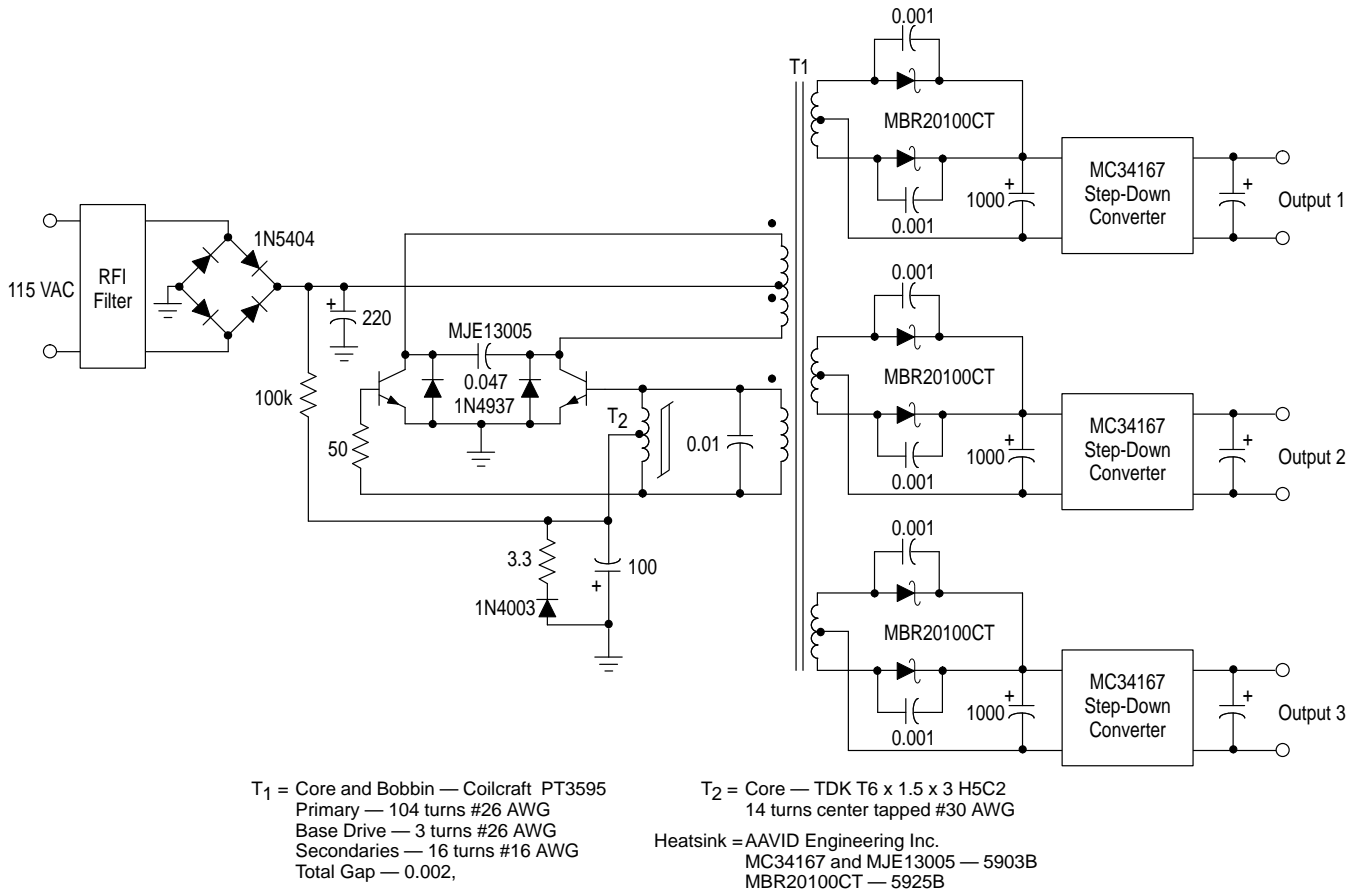 T1
0.001
MBR20100CT
0.001
1000
+
MC34167
Step-Down
Converter
+
Output 1
115 VAC
RFI
Filter
1N5404
+
220
100k
50
MJE13005
0.047
1N4937
T2
0.01
3.3
1N4003
100
+
0.001
MBR20100CT
0.001
1000
+
MC34167
Step-Down
Converter
+
Output 2
0.001
MBR20100CT
0.001
1000
+
MC34167
Step-Down
Converter
+
Output 3
T1 = Core and Bobbin — Coilcraft PT3595
Primary — 104 turns #26 AWG
Base Drive — 3 turns #26 AWG
Secondaries — 16 turns #16 AWG
Total Gap — 0.002,
T2 = Core — TDK T6 x 1.5 x 3 H5C2
14 turns center tapped #30 AWG
Heatsink = AAVID Engineering Inc.
MC34167 and MJE13005 — 5903B
MBR20100CT — 5925B